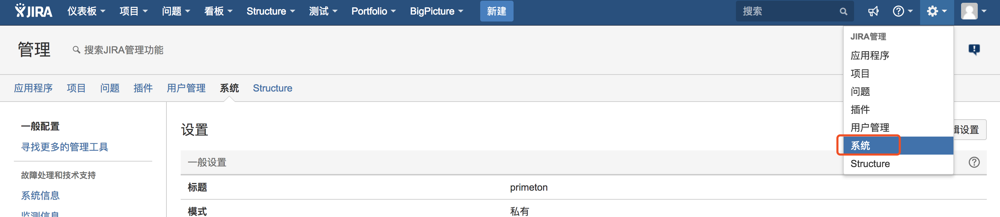 JIRA 仪表板 项目 问题 看板 Structure 测试 Portfolio BigPicture 新建 搜索
管理 搜索JIRA管理功能
应用程序 项目 问题 插件 用户管理 系统 Structure
JIRA管理
应用程序
项目
问题
插件
用户管理
系统
Structure
一般配置
寻找更多的管理工具
故障处理和技术支持
系统信息
监测信息
设置
辑设置
一般设置
标题 primeton
模式 私有